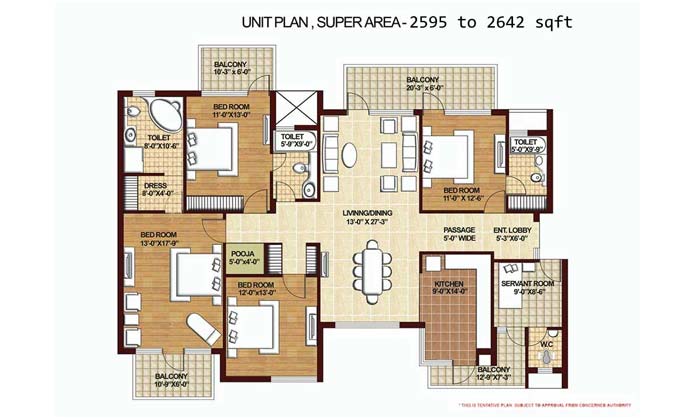 UNIT PLAN , SUPER AREA- 2595 to 2642 sqft
BALCONY
10'-3" x 6'-0"
BALCONY
20'-3" x 6'-0"
BED ROOM
11'-0"X13'-0"
TOILET
8'-0"X10'-6"
TOILET
5'-9"X9'-0"
TOILET
5'-0"X9'-9"
DRESS
8'-0"X4'-0"
BED ROOM
11'-0" X 12'-6"
LIVINING/DINING
13'-0" X 27'-3"
PASSAGE
5'-0" WIDE
ENT. LOBBY
5'-3"X6'-0"
BED ROOM
13'-0"X17'-9"
POOJA
5'-0"x4'-0"
BED ROOM
12'-0"x13'-0"
KITCHEN
9'-0"X14'-0"
SERVANT ROOM
9'-0"X8'-6"
W.C
BALCONY
10'-9"X6'-0"
BALCONY
12'-9"X7'-3"
* THIS IS TENTATIVE PLAN. SUBJECT TO APPROVAL FROM CONCERNED AUTHORITY